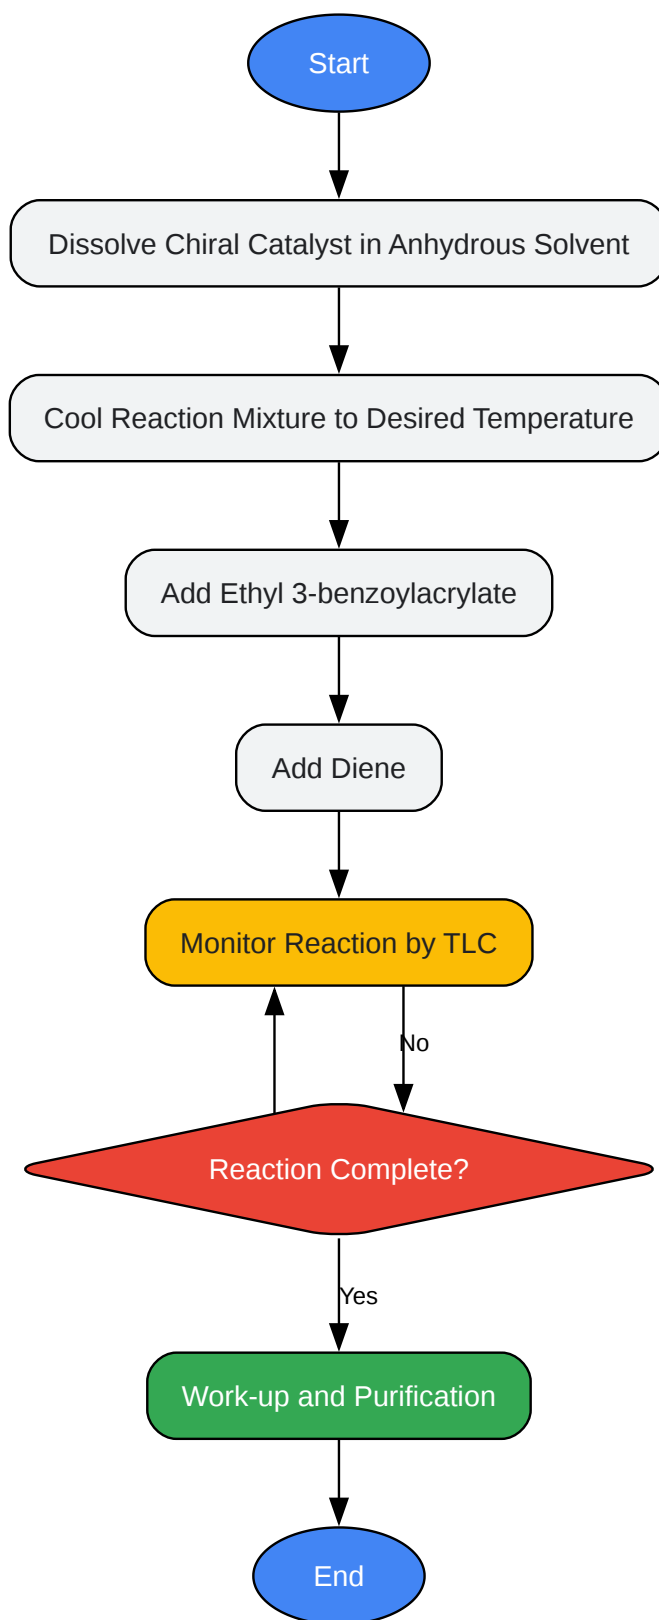 Start
Dissolve Chiral Catalyst in Anhydrous Solvent
Cool Reaction Mixture to Desired Temperature
Add Ethyl 3-benzoylacrylate
Add Diene
Monitor Reaction by TLC
No
Reaction Complete?
Yes
Work-up and Purification
End